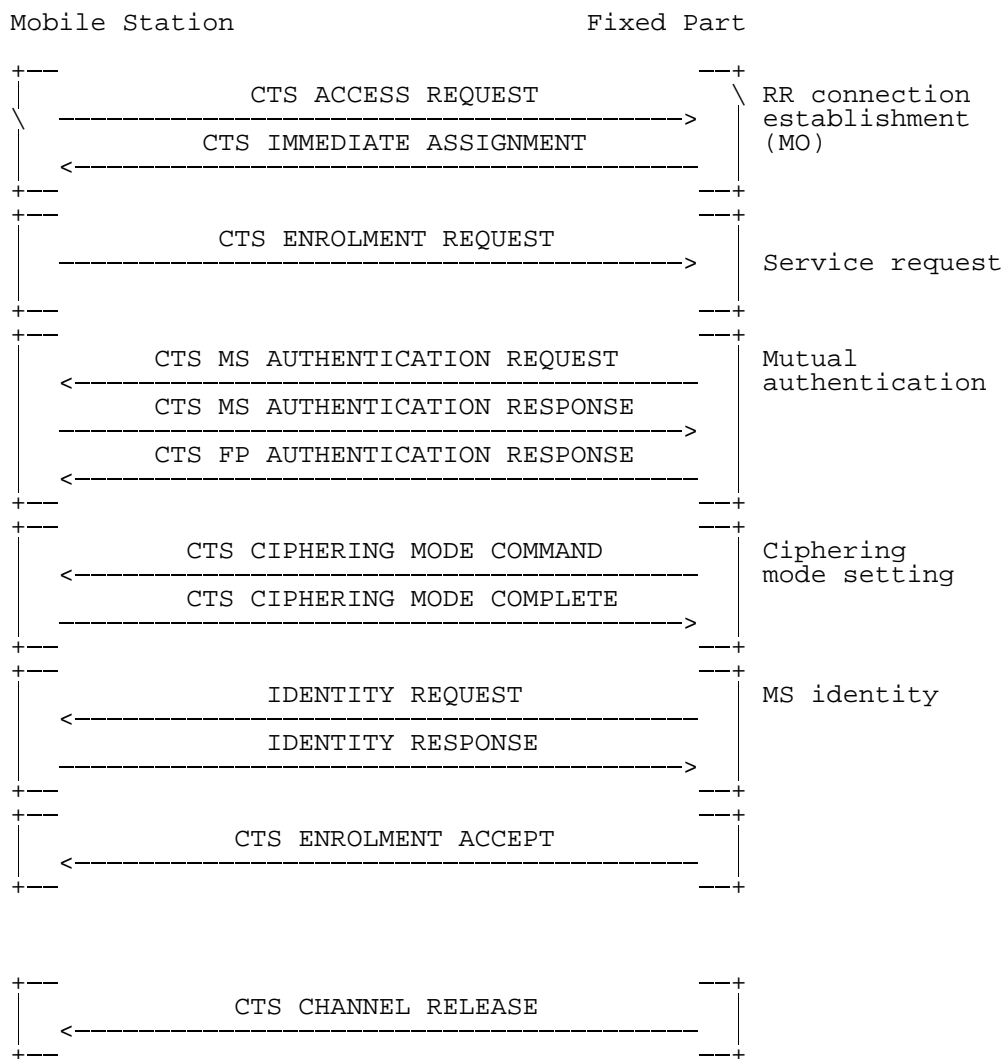 Mobile Station Fixed Part
CTS ACCESS REQUEST RR connection
establishment
CTS IMMEDIATE ASSIGNMENT (MO)
CTS ENROLMENT REQUEST
Service request
CTS MS AUTHENTICATION REQUEST Mutual
authentication
CTS MS AUTHENTICATION RESPONSE
CTS FP AUTHENTICATION RESPONSE
CTS CIPHERING MODE COMMAND Ciphering
mode setting
CTS CIPHERING MODE COMPLETE
IDENTITY REQUEST MS identity
IDENTITY RESPONSE
CTS ENROLMENT ACCEPT
CTS CHANNEL RELEASE